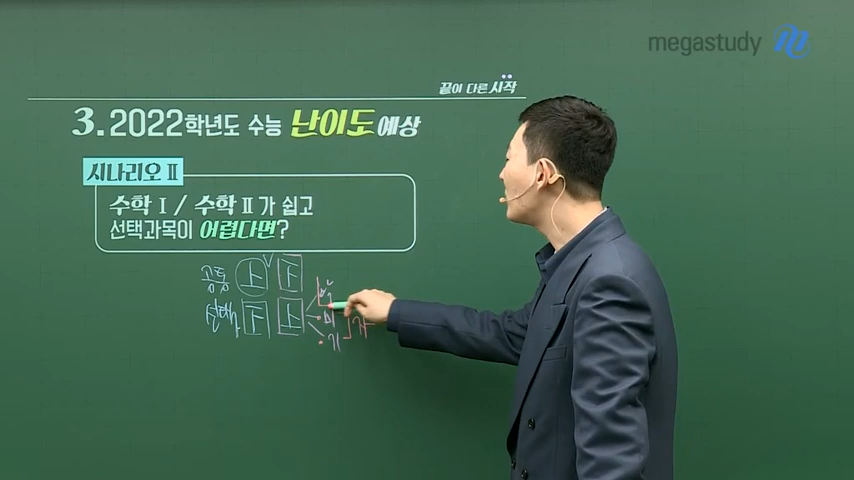 megastudy
끝이 다른 시작
3. 2022학년도 수능 난이도 예상
시나리오 Ⅱ
수학 Ⅰ / 수학 Ⅱ 가 쉽고
선택과목이 어렵다면?
공통 上 下
선택 下 上